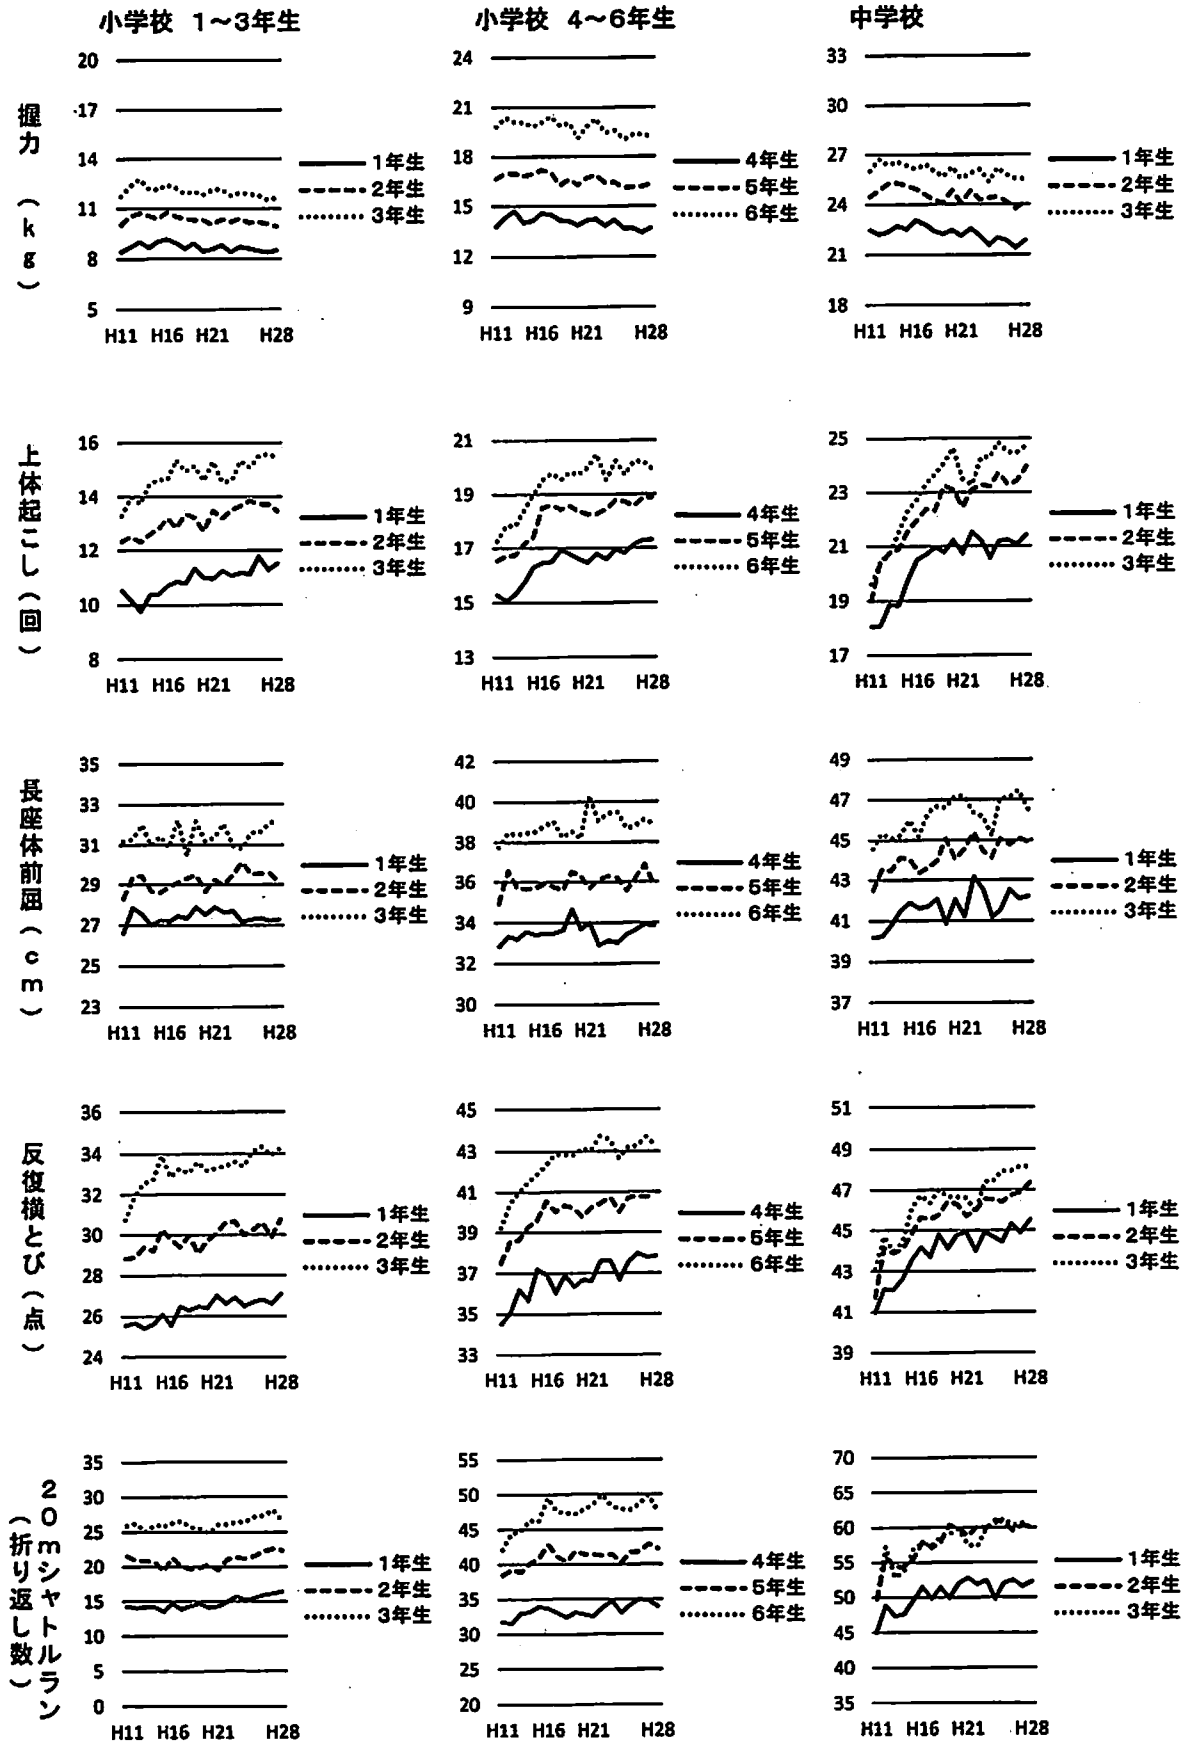 小学校 1～3年生
小学校 4～6年生
中学校
握力（kg）
20
17
14
11
8
5
H11 H16 H21 H28
1年生
2年生
3年生
24
21
18
15
12
9
H11 H16 H21 H28
4年生
5年生
6年生
33
30
27
24
21
18
H11 H16 H21 H28
1年生
2年生
3年生
上体起こし（回）
16
14
12
10
8
H11 H16 H21 H28
1年生
2年生
3年生
21
19
17
15
13
H11 H16 H21 H28
4年生
5年生
6年生
25
23
21
19
17
H11 H16 H21 H28
1年生
2年生
3年生
長座体前屈（cm）
35
33
31
29
27
25
23
H11 H16 H21 H28
1年生
2年生
3年生
42
40
38
36
34
32
30
H11 H16 H21 H28
4年生
5年生
6年生
49
47
45
43
41
39
37
H11 H16 H21 H28
1年生
2年生
3年生
反復横とび（点）
36
34
32
30
28
26
24
H11 H16 H21 H28
1年生
2年生
3年生
45
43
41
39
37
35
33
H11 H16 H21 H28
4年生
5年生
6年生
51
49
47
45
43
41
39
H11 H16 H21 H28
1年生
2年生
3年生
20mシャトルラン
（折り返し数）
35
30
25
20
15
10
5
0
H11 H16 H21 H28
1年生
2年生
3年生
55
50
45
40
35
30
25
20
H11 H16 H21 H28
4年生
5年生
6年生
70
65
60
55
50
45
40
35
H11 H16 H21 H28
1年生
2年生
3年生